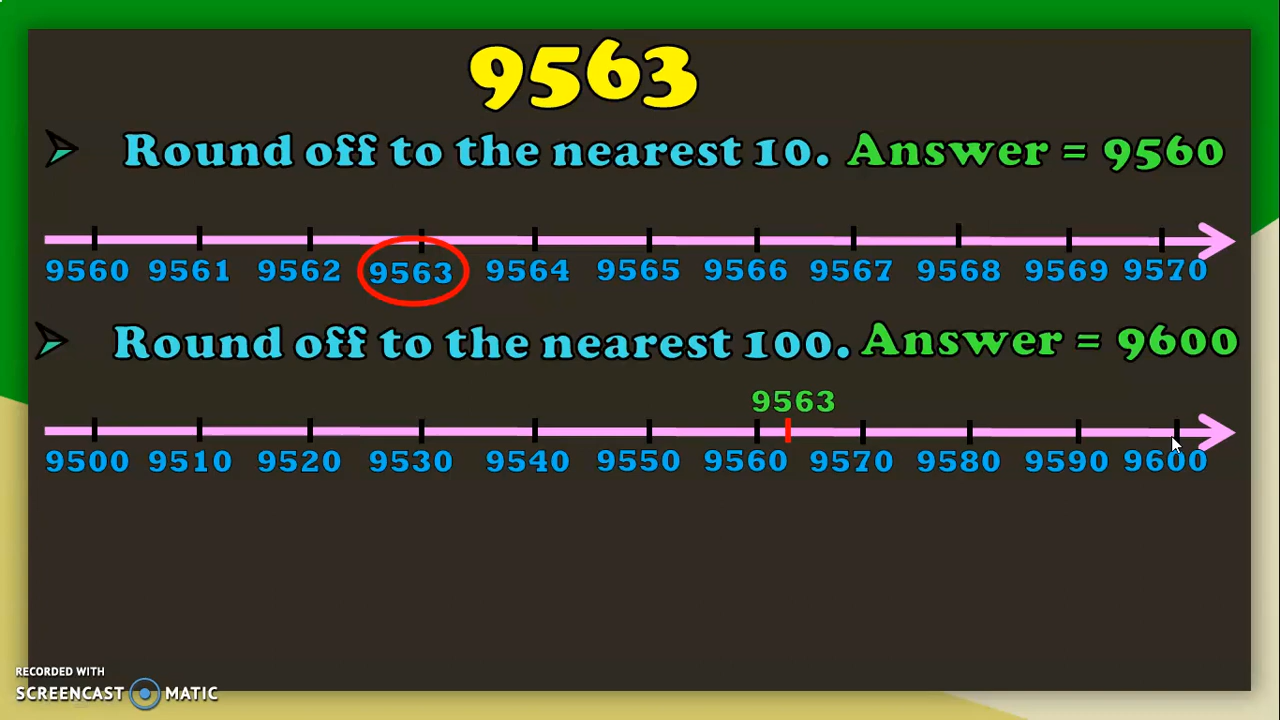 9563
Round off to the nearest 10. Answer = 9560
9560 9561 9562 9563 9564 9565 9566 9567 9568 9569 9570
Round off to the nearest 100. Answer = 9600
9563
9500 9510 9520 9530 9540 9550 9560 9570 9580 9590 9600
RECORDED WITH
SCREENCAST MATIC